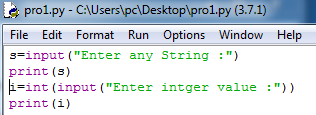 pro1.py - C:\Users\pc\Desktop\pro1.py (3.7.1)
File Edit Format Run Options Window Help
s=input("Enter any String :")
print(s)
i=int(input("Enter intger value :"))
print(i)